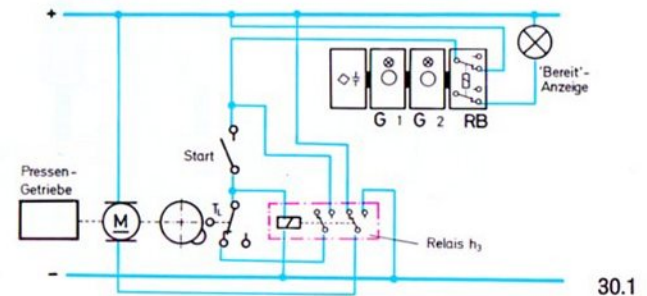 +
"Bereit"-
Anzeige
G 1 G 2 RB
Start
Pressen-
Getriebe
M
TL
Relais h₃
-
30.1